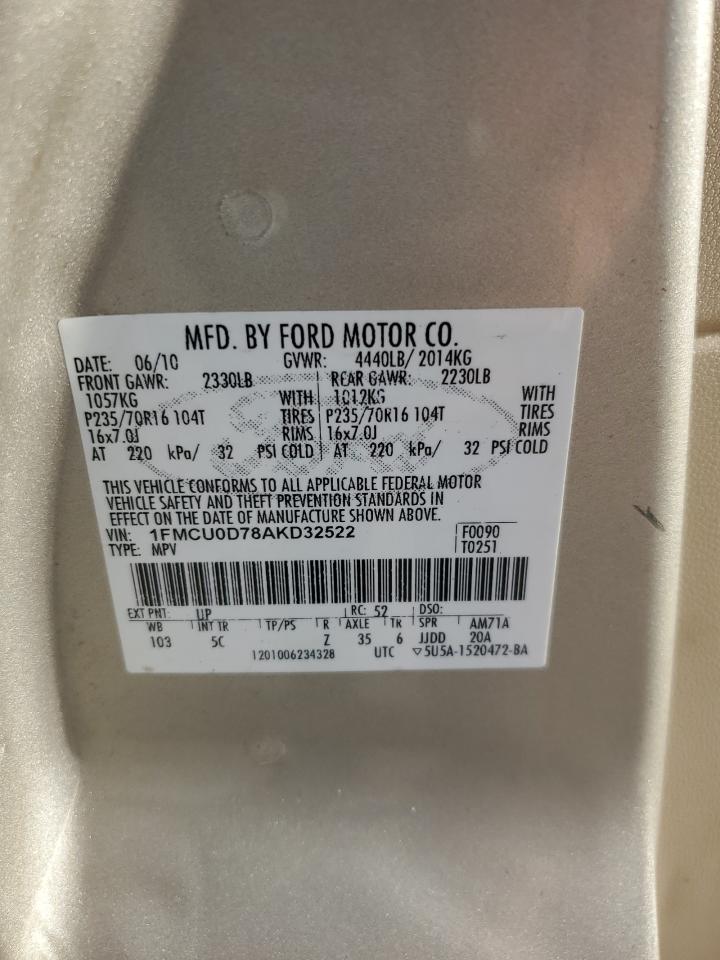 MFD. BY FORD MOTOR CO.
DATE: 06/10 GVWR: 4440LB/ 2014KG
FRONT GAWR: 2330LB REAR GAWR: 2230LB
1057KG WITH 1012KG WITH
P235/70R16 104T TIRES P235/70R16 104T TIRES
16x7.0J RIMS 16x7.0J RIMS
AT 220 kPa/ 32 PSI COLD AT 220 kPa/ 32 PSI COLD
THIS VEHICLE CONFORMS TO ALL APPLICABLE FEDERAL MOTOR
VEHICLE SAFETY AND THEFT PREVENTION STANDARDS IN
EFFECT ON THE DATE OF MANUFACTURE SHOWN ABOVE.
VIN: 1FMCU0D78AKD32522 F0090
TYPE: MPV T0251
EXT PNT: UP RC: 52 DSO:
WB INT TR TP/PS R AXLE TR SPR AM71A
103 5C Z 35 6 JJDD 20A
1201006234328 UTC ▽5U5A-1520472-BA